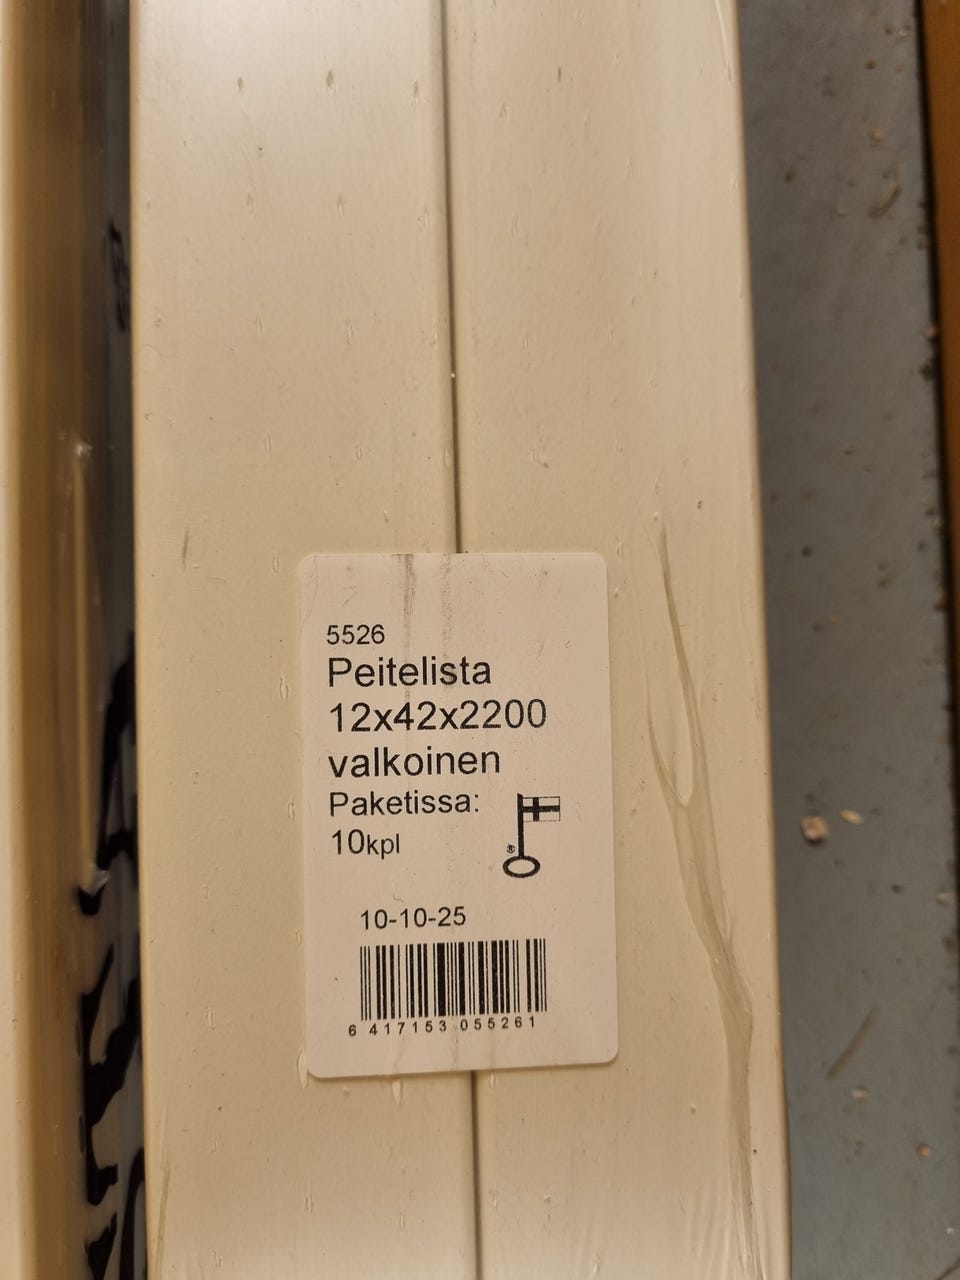 5526
Peitelista
12x42x2200
valkoinen
Paketissa:
10kpl
®
10-10-25
6 417153 055261